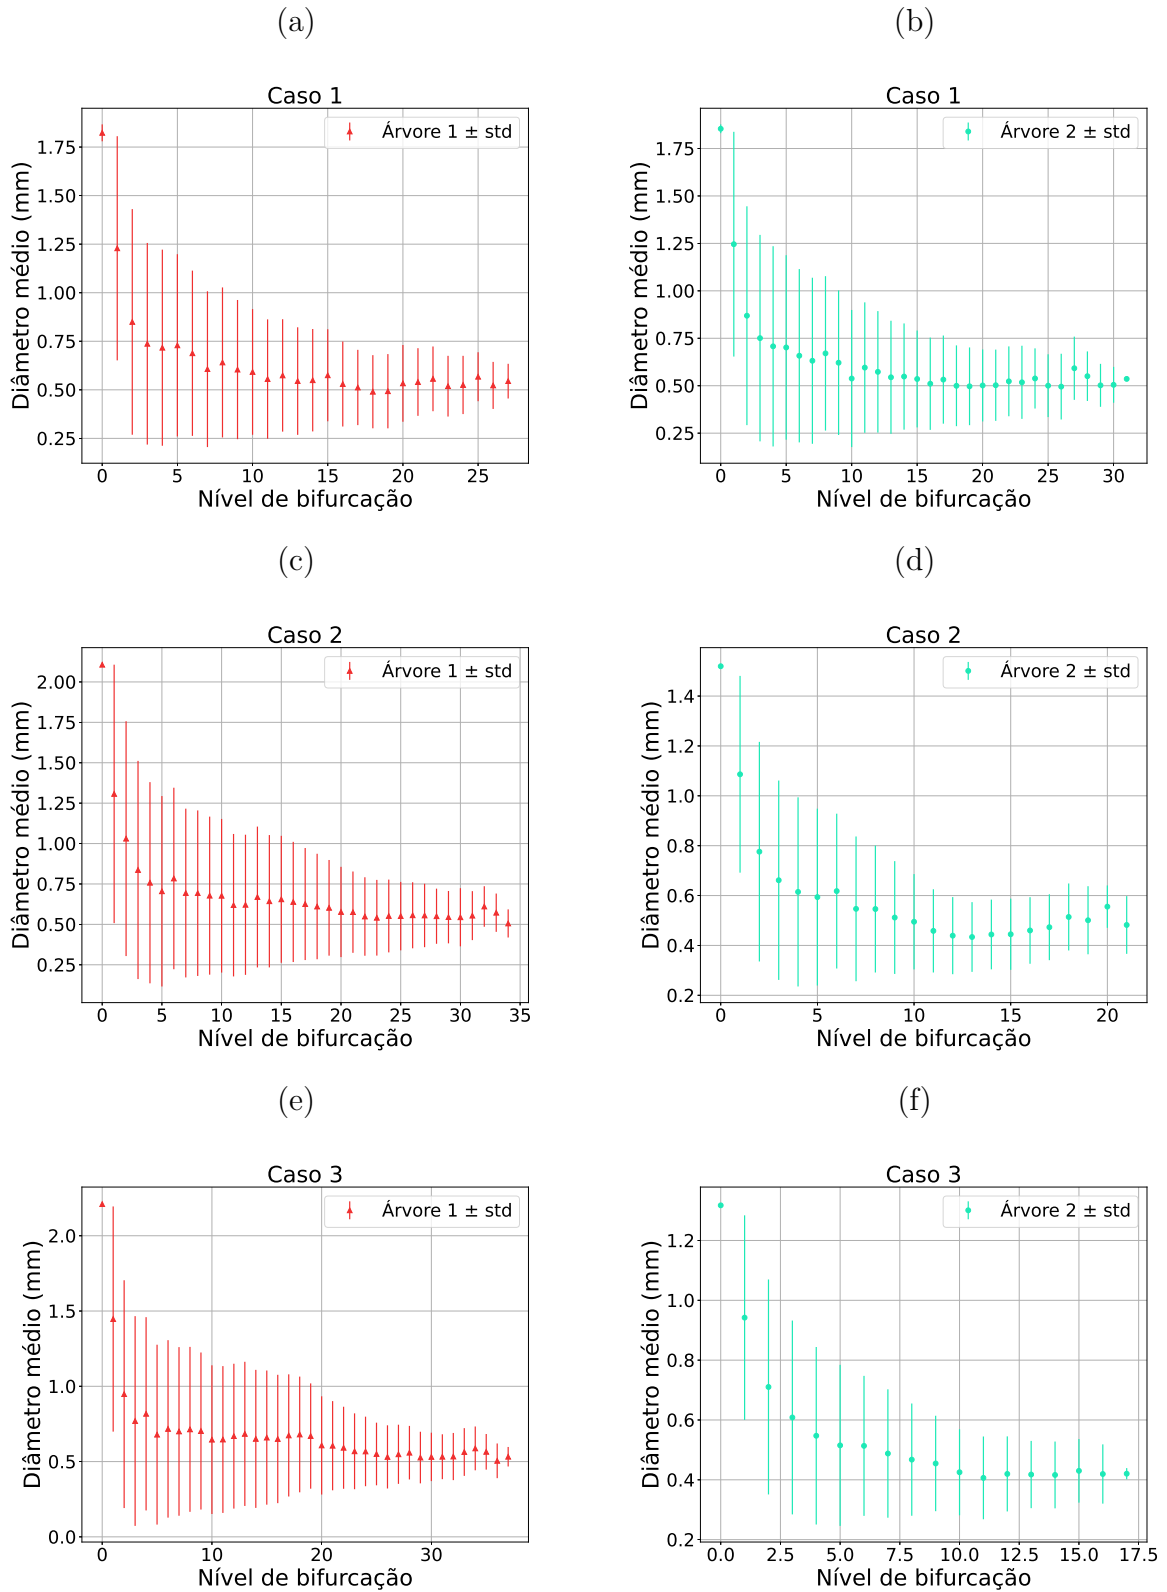 (a)
Caso 1
Árvore 1 ± std
Diâmetro médio (mm)
1.75
1.50
1.25
1.00
0.75
0.50
0.25
0 5 10 15 20 25
Nível de bifurcação
(b)
Caso 1
Árvore 2 ± std
Diâmetro médio (mm)
1.75
1.50
1.25
1.00
0.75
0.50
0.25
0 5 10 15 20 25 30
Nível de bifurcação
(c)
Caso 2
Árvore 1 ± std
Diâmetro médio (mm)
2.00
1.75
1.50
1.25
1.00
0.75
0.50
0.25
0 5 10 15 20 25 30 35
Nível de bifurcação
(d)
Caso 2
Árvore 2 ± std
Diâmetro médio (mm)
1.4
1.2
1.0
0.8
0.6
0.4
0.2
0 5 10 15 20
Nível de bifurcação
(e)
Caso 3
Árvore 1 ± std
Diâmetro médio (mm)
2.0
1.5
1.0
0.5
0.0
0 10 20 30
Nível de bifurcação
(f)
Caso 3
Árvore 2 ± std
Diâmetro médio (mm)
1.2
1.0
0.8
0.6
0.4
0.2
0.0 2.5 5.0 7.5 10.0 12.5 15.0 17.5
Nível de bifurcação